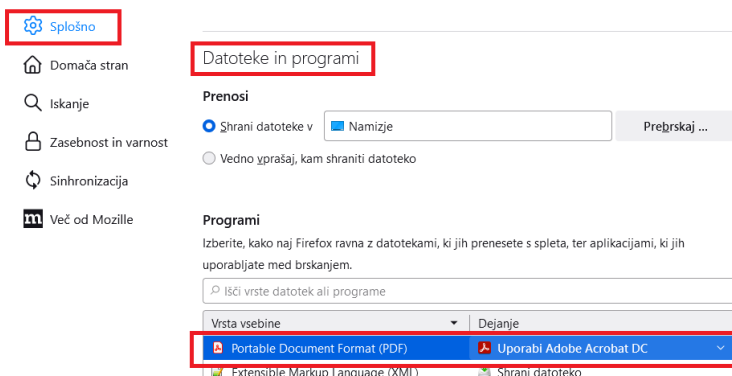 Splošno
Domača stran
Iskanje
Zasebnost in varnost
Sinhronizacija
Več od Mozille
Datoteke in programi
Prenosi
Shrani datoteke v Namizje Prebrskaj ...
Vedno vprašaj, kam shraniti datoteko
Programi
Izberite, kako naj Firefox ravna z datotekami, ki jih prenesete s spleta, ter aplikacijami, ki jih
uporabljate med brskanjem.
Išči vrste datotek ali programe
Vrsta vsebine Dejanje
Portable Document Format (PDF) Uporabi Adobe Acrobat DC
Extensible Markup Language (XML) Shrani datoteko